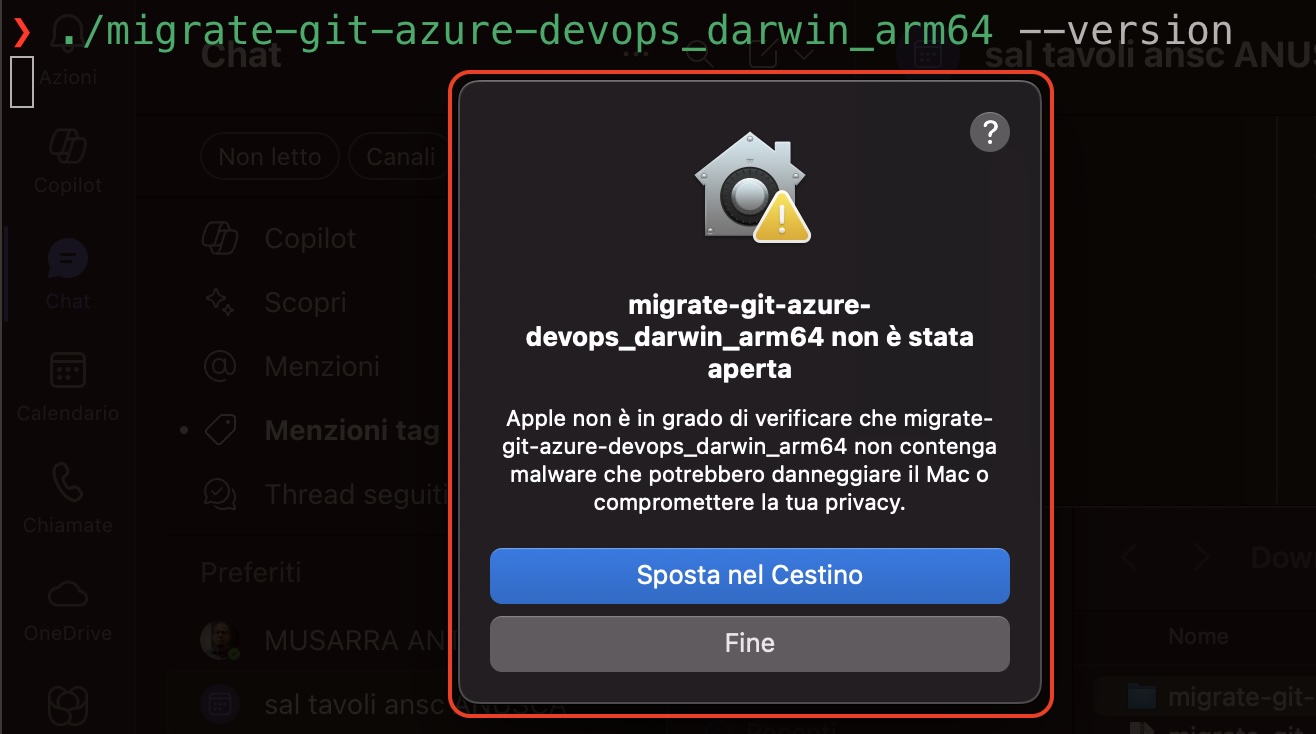 ❯ ./migrate-git-azure-devops_darwin_arm64 --version
Azioni
Chat
sal tavoli ansc ANUS
Copilot
Chat
Calendario
Chiamate
OneDrive
Non letto
Canali
Copilot
Scopri
Menzioni
Menzioni tag
Thread seguiti
Preferiti
MUSARRA AN
sal tavoli ansc ANUSCA
?
migrate-git-azure-
devops_darwin_arm64 non è stata
aperta
Apple non è in grado di verificare che migrate-
git-azure-devops_darwin_arm64 non contenga
malware che potrebbero danneggiare il Mac o
compromettere la tua privacy.
Sposta nel Cestino
Fine
Dow
Nome
migrate-git-